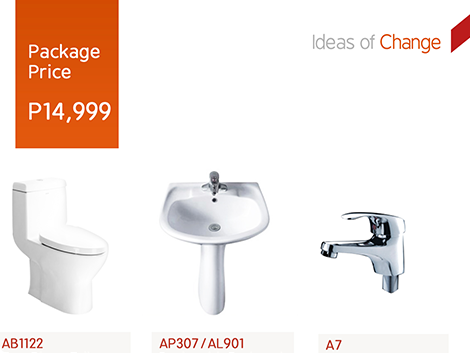 Package
Price
P14,999
Ideas of Change
AB1122
AP307 / AL901
A7